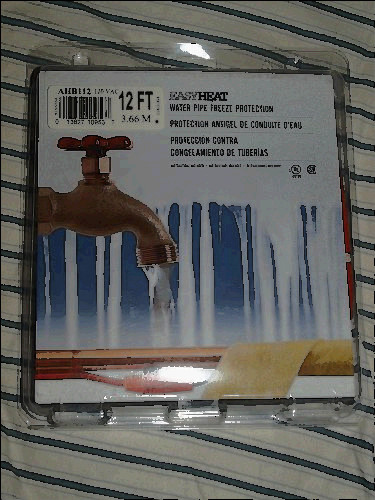 AHB112 120 VAC
12 FT
3.66 M
EASYHEAT
WATER PIPE FREEZE PROTECTION
PROTECTION ANTIGEL DE CONDUITE D'EAU
PROTECCION CONTRA
CONGELAMIENTO DE TUBERÍAS